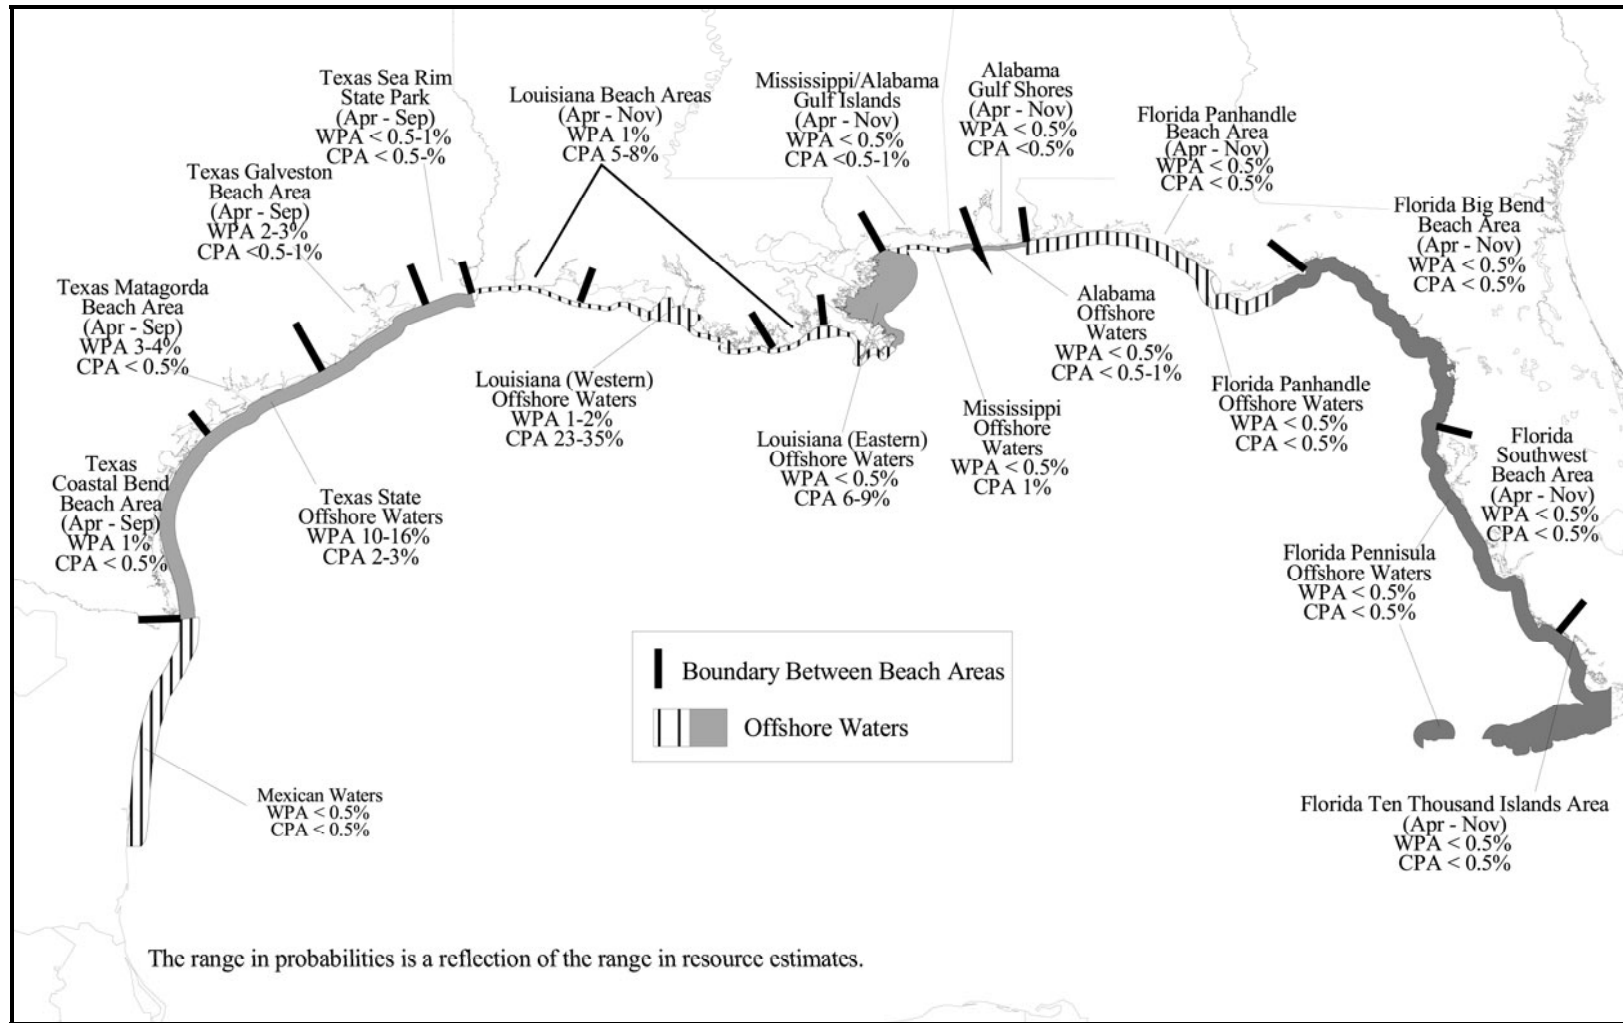 Texas Sea Rim
State Park
(Apr - Sep)
WPA < 0.5-1%
CPA < 0.5-%
Louisiana Beach Areas
(Apr - Nov)
WPA 1%
CPA 5-8%
Mississippi/Alabama
Gulf Islands
(Apr - Nov)
WPA < 0.5%
CPA <0.5-1%
Alabama
Gulf Shores
(Apr - Nov)
WPA < 0.5%
CPA <0.5%
Florida Panhandle
Beach Area
(Apr - Nov)
WPA < 0.5%
CPA < 0.5%
Texas Galveston
Beach Area
(Apr - Sep)
WPA 2-3%
CPA <0.5-1%
Florida Big Bend
Beach Area
(Apr - Nov)
WPA < 0.5%
CPA < 0.5%
Texas Matagorda
Beach Area
(Apr - Sep)
WPA 3-4%
CPA < 0.5%
Alabama
Offshore
Waters
WPA < 0.5%
CPA < 0.5-1%
Louisiana (Western)
Offshore Waters
WPA 1-2%
CPA 23-35%
Florida Panhandle
Offshore Waters
WPA < 0.5%
CPA < 0.5%
Mississippi
Offshore
Waters
WPA < 0.5%
CPA 1%
Louisiana (Eastern)
Offshore Waters
WPA < 0.5%
CPA 6-9%
Florida
Southwest
Beach Area
(Apr - Nov)
WPA < 0.5%
CPA < 0.5%
Texas
Coastal Bend
Beach Area
(Apr - Sep)
WPA 1%
CPA < 0.5%
Texas State
Offshore Waters
WPA 10-16%
CPA 2-3%
Florida Pennisula
Offshore Waters
WPA < 0.5%
CPA < 0.5%
Boundary Between Beach Areas
Offshore Waters
Mexican Waters
WPA < 0.5%
CPA < 0.5%
Florida Ten Thousand Islands Area
(Apr - Nov)
WPA < 0.5%
CPA < 0.5%
The range in probabilities is a reflection of the range in resource estimates.